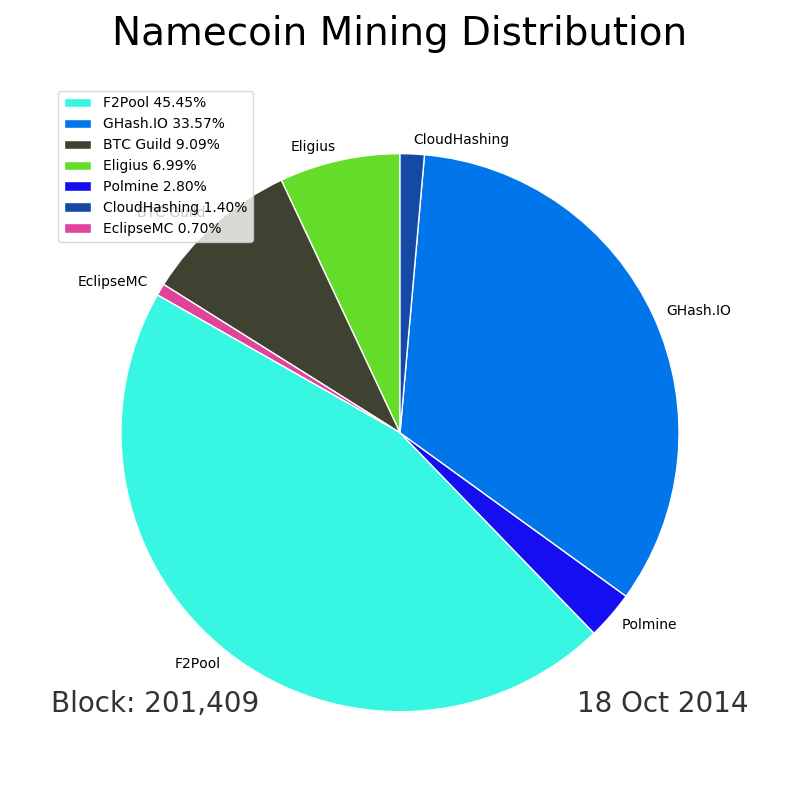 Namecoin Mining Distribution
F2Pool 45.45%
GHash.IO 33.57%
BTC Guild 9.09%
Eligius 6.99%
Polmine 2.80%
CloudHashing 1.40%
EclipseMC 0.70%
CloudHashing
Eligius
BTC Guild
EclipseMC
GHash.IO
Polmine
F2Pool
Block: 201,409
18 Oct 2014